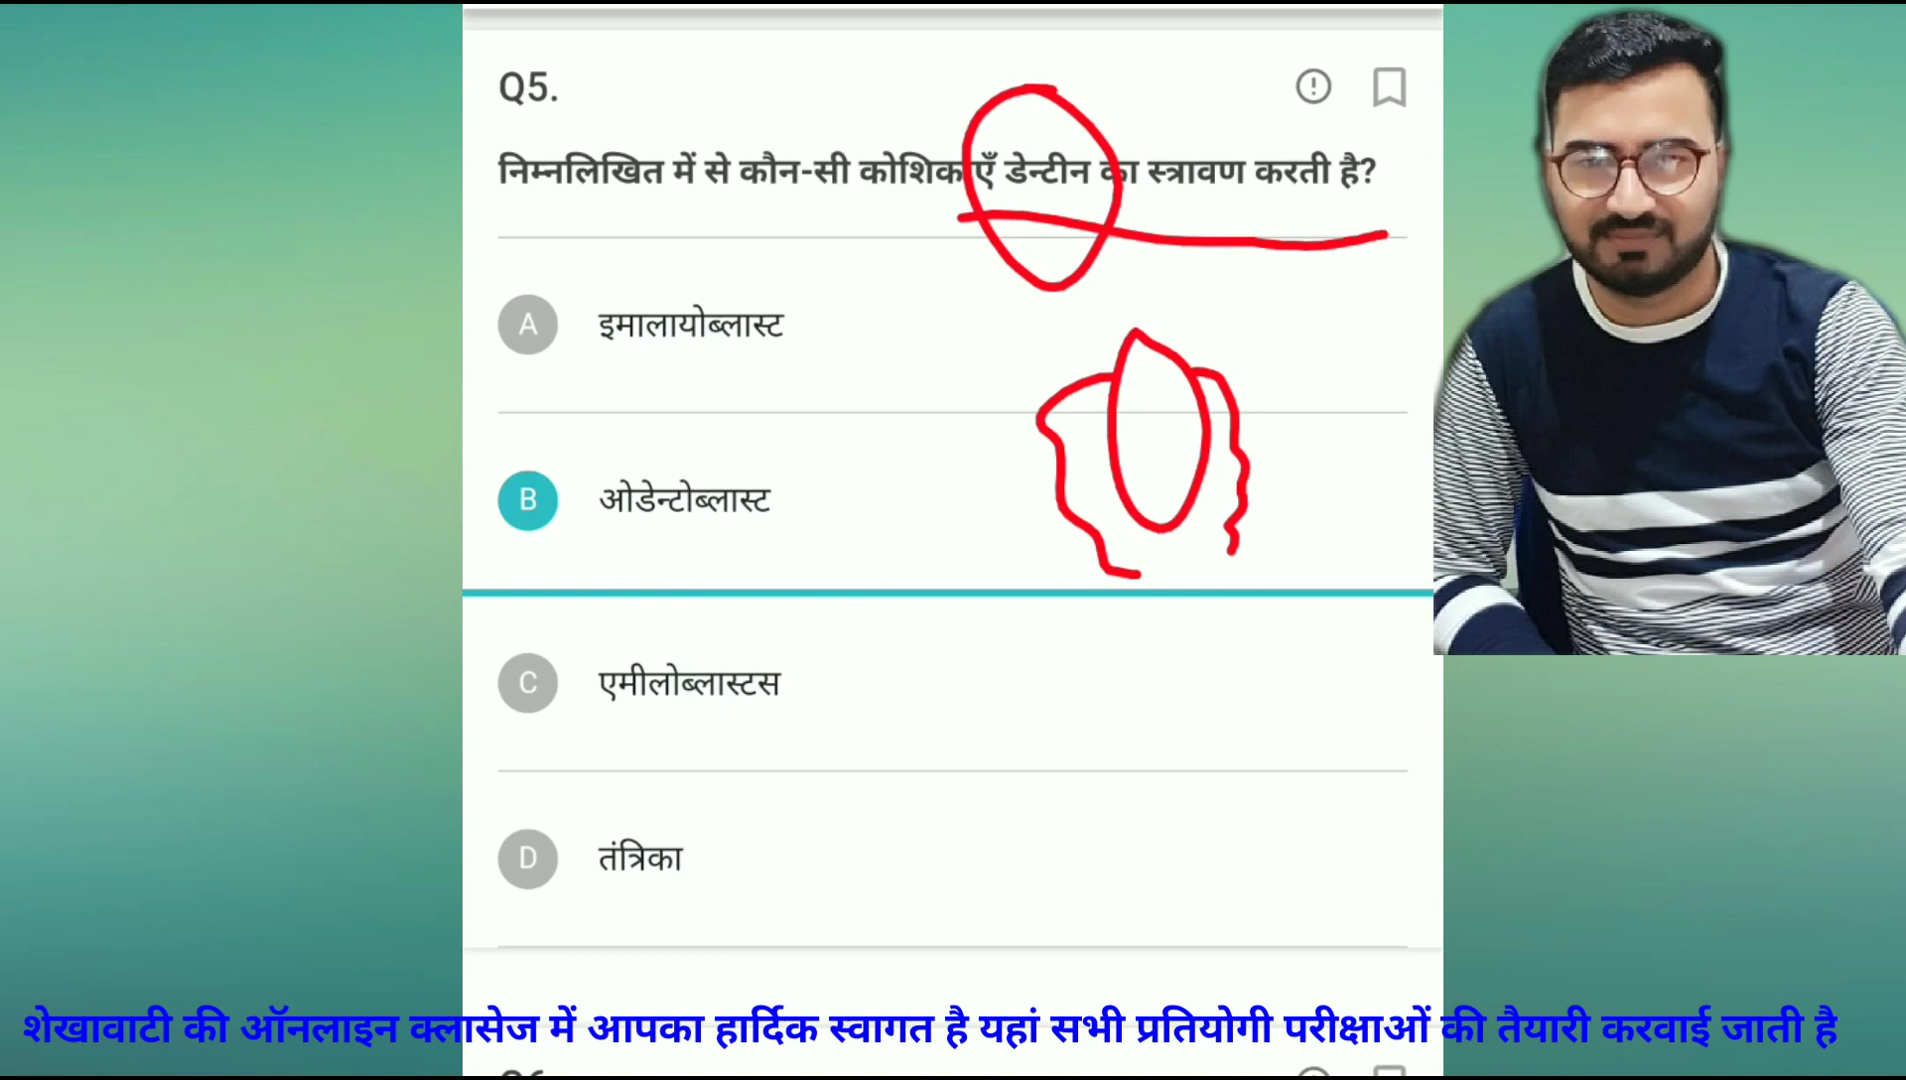 Q5.
निम्नलिखित में से कौन-सी कोशिकाएँ डेन्टीन का स्त्रावण करती है?
A इमालायोब्लास्ट
B ओडेन्टोब्लास्ट
C एमीलोब्लास्टस
D तंत्रिका
शेखावाटी की ऑनलाइन क्लासेज में आपका हार्दिक स्वागत है यहां सभी प्रतियोगी परीक्षाओं की तैयारी करवाई जाती है